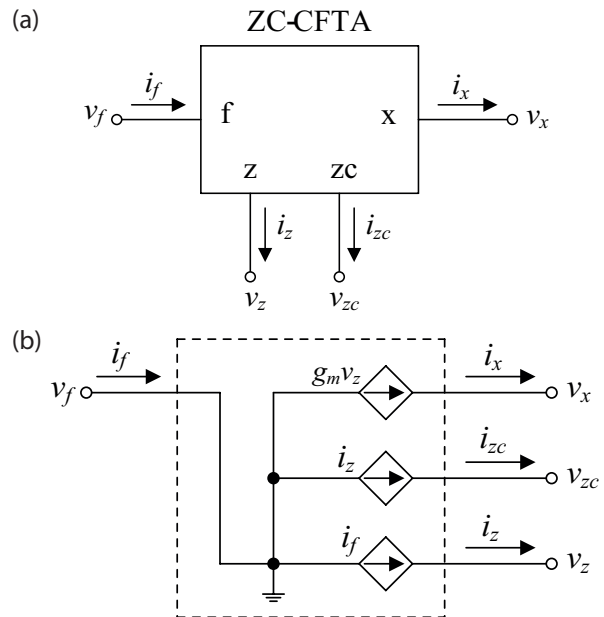 (a)
ZC-CFTA
i_f
i_x
v_f
f
x
v_x
z
zc
i_z
i_zc
v_z
v_zc
(b)
i_f
g_m v_z
i_x
v_f
v_x
i_z
i_zc
v_zc
i_f
i_z
v_z